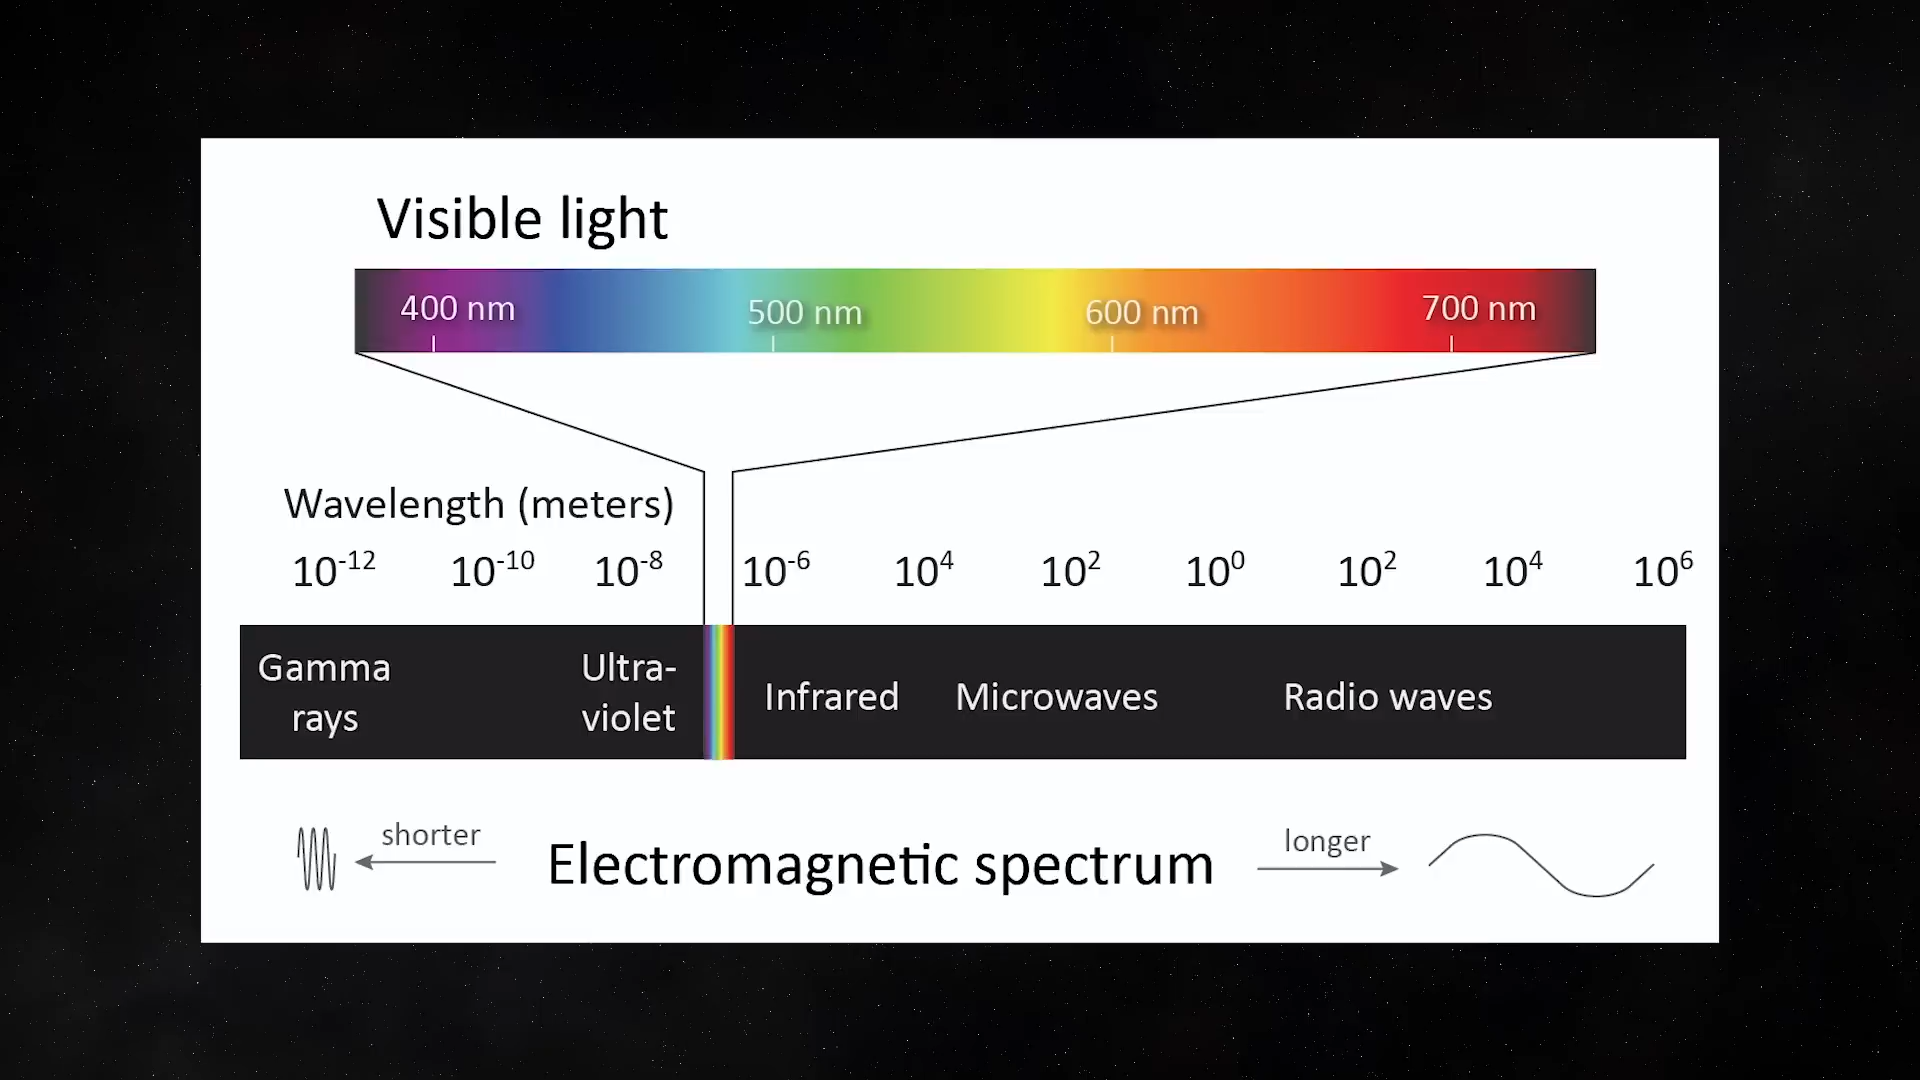 Visible light
400 nm 500 nm 600 nm 700 nm
Wavelength (meters)
10⁻¹² 10⁻¹⁰ 10⁻⁸ 10⁻⁶ 10⁴ 10² 10⁰ 10² 10⁴ 10⁶
Gamma
rays
Ultra-
violet
Infrared
Microwaves
Radio waves
shorter
Electromagnetic spectrum
longer